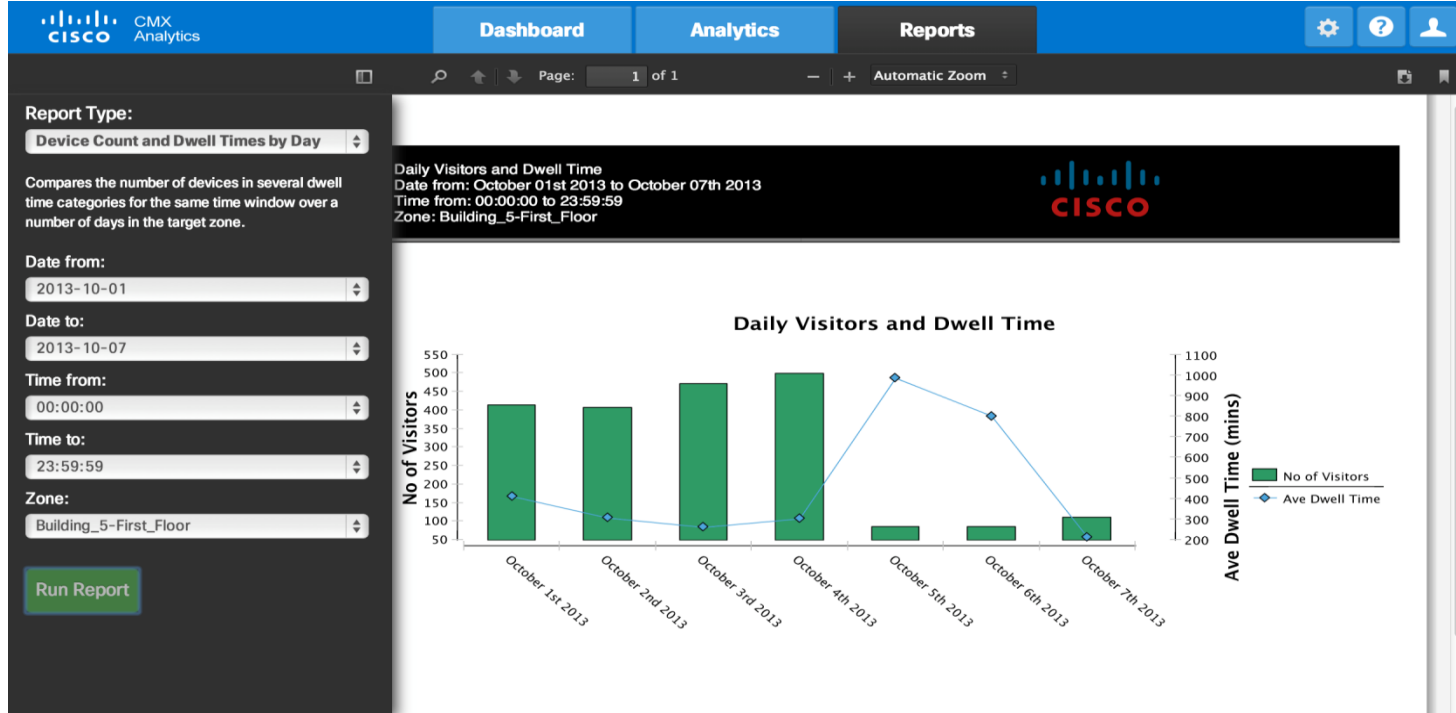 CISCO
CMX
Analytics
Dashboard
Analytics
Reports
?
Page: 1 of 1
− + Automatic Zoom
Report Type:
Device Count and Dwell Times by Day
Compares the number of devices in several dwell
time categories for the same time window over a
number of days in the target zone.
Date from:
2013-10-01
Date to:
2013-10-07
Time from:
00:00:00
Time to:
23:59:59
Zone:
Building_5-First_Floor
Run Report
Daily Visitors and Dwell Time
Date from: October 01st 2013 to October 07th 2013
Time from: 00:00:00 to 23:59:59
Zone: Building_5-First_Floor
CISCO
Daily Visitors and Dwell Time
No of Visitors
550
500
450
400
350
300
250
200
150
100
50
October 1st 2013
October 2nd 2013
October 3rd 2013
October 4th 2013
October 5th 2013
October 6th 2013
October 7th 2013
1100
1000
900
800
700
600
500
400
300
200
Ave Dwell Time (mins)
No of Visitors
Ave Dwell Time